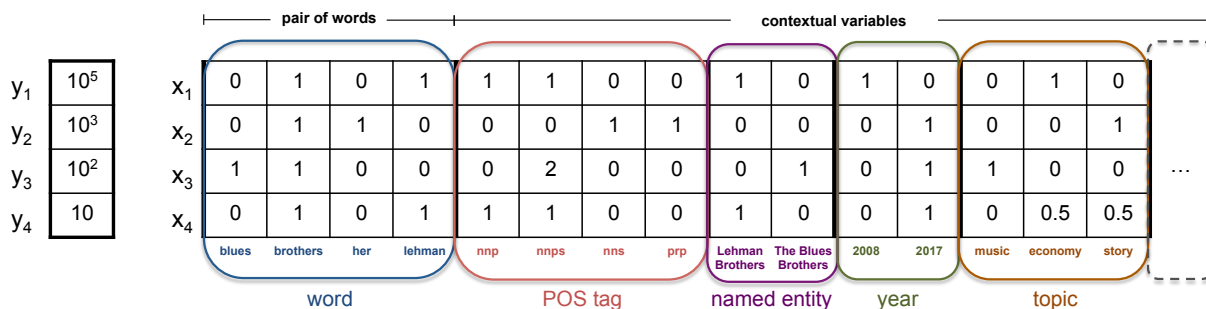 pair of words contextual variables
y1 10^5 x1 0 1 0 1 1 1 0 0 1 0 1 0 0 1 0
y2 10^3 x2 0 1 1 0 0 0 1 1 0 0 0 1 0 0 1
y3 10^2 x3 1 1 0 0 0 2 0 0 0 1 0 1 1 0 0 ...
y4 10 x4 0 1 0 1 1 1 0 0 1 0 0 1 0 0.5 0.5
blues brothers her lehman nnp nnps nns prp Lehman Brothers The Blues Brothers 2008 2017 music economy story
word POS tag named entity year topic